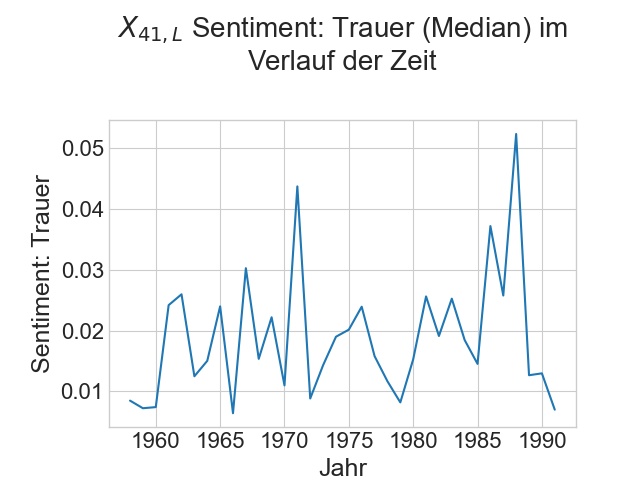 X41, L Sentiment: Trauer (Median) im
Verlauf der Zeit
Sentiment: Trauer
0.05
0.04
0.03
0.02
0.01
1960 1965 1970 1975 1980 1985 1990
Jahr